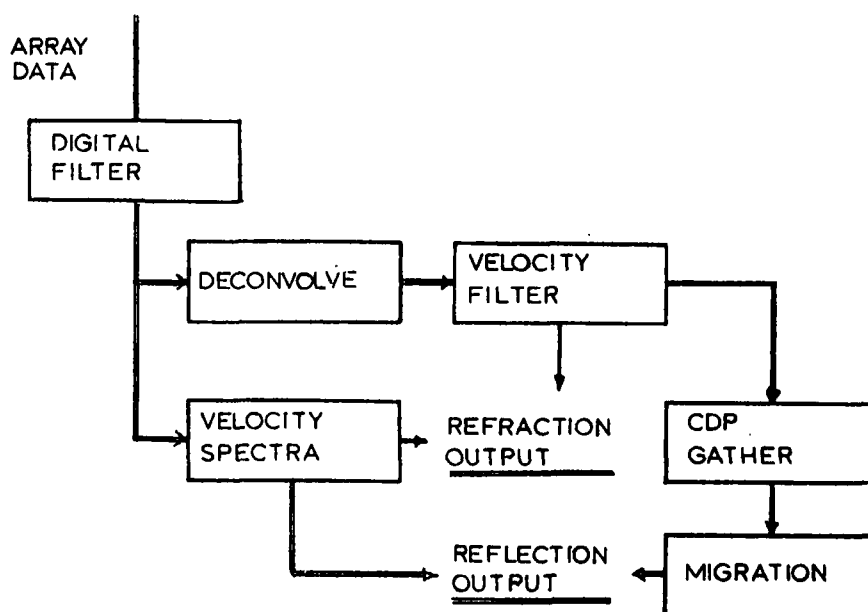 ARRAY
DATA
DIGITAL
FILTER
DECONVOLVE
VELOCITY
FILTER
VELOCITY
SPECTRA
REFRACTION
OUTPUT
CDP
GATHER
REFLECTION
OUTPUT
MIGRATION